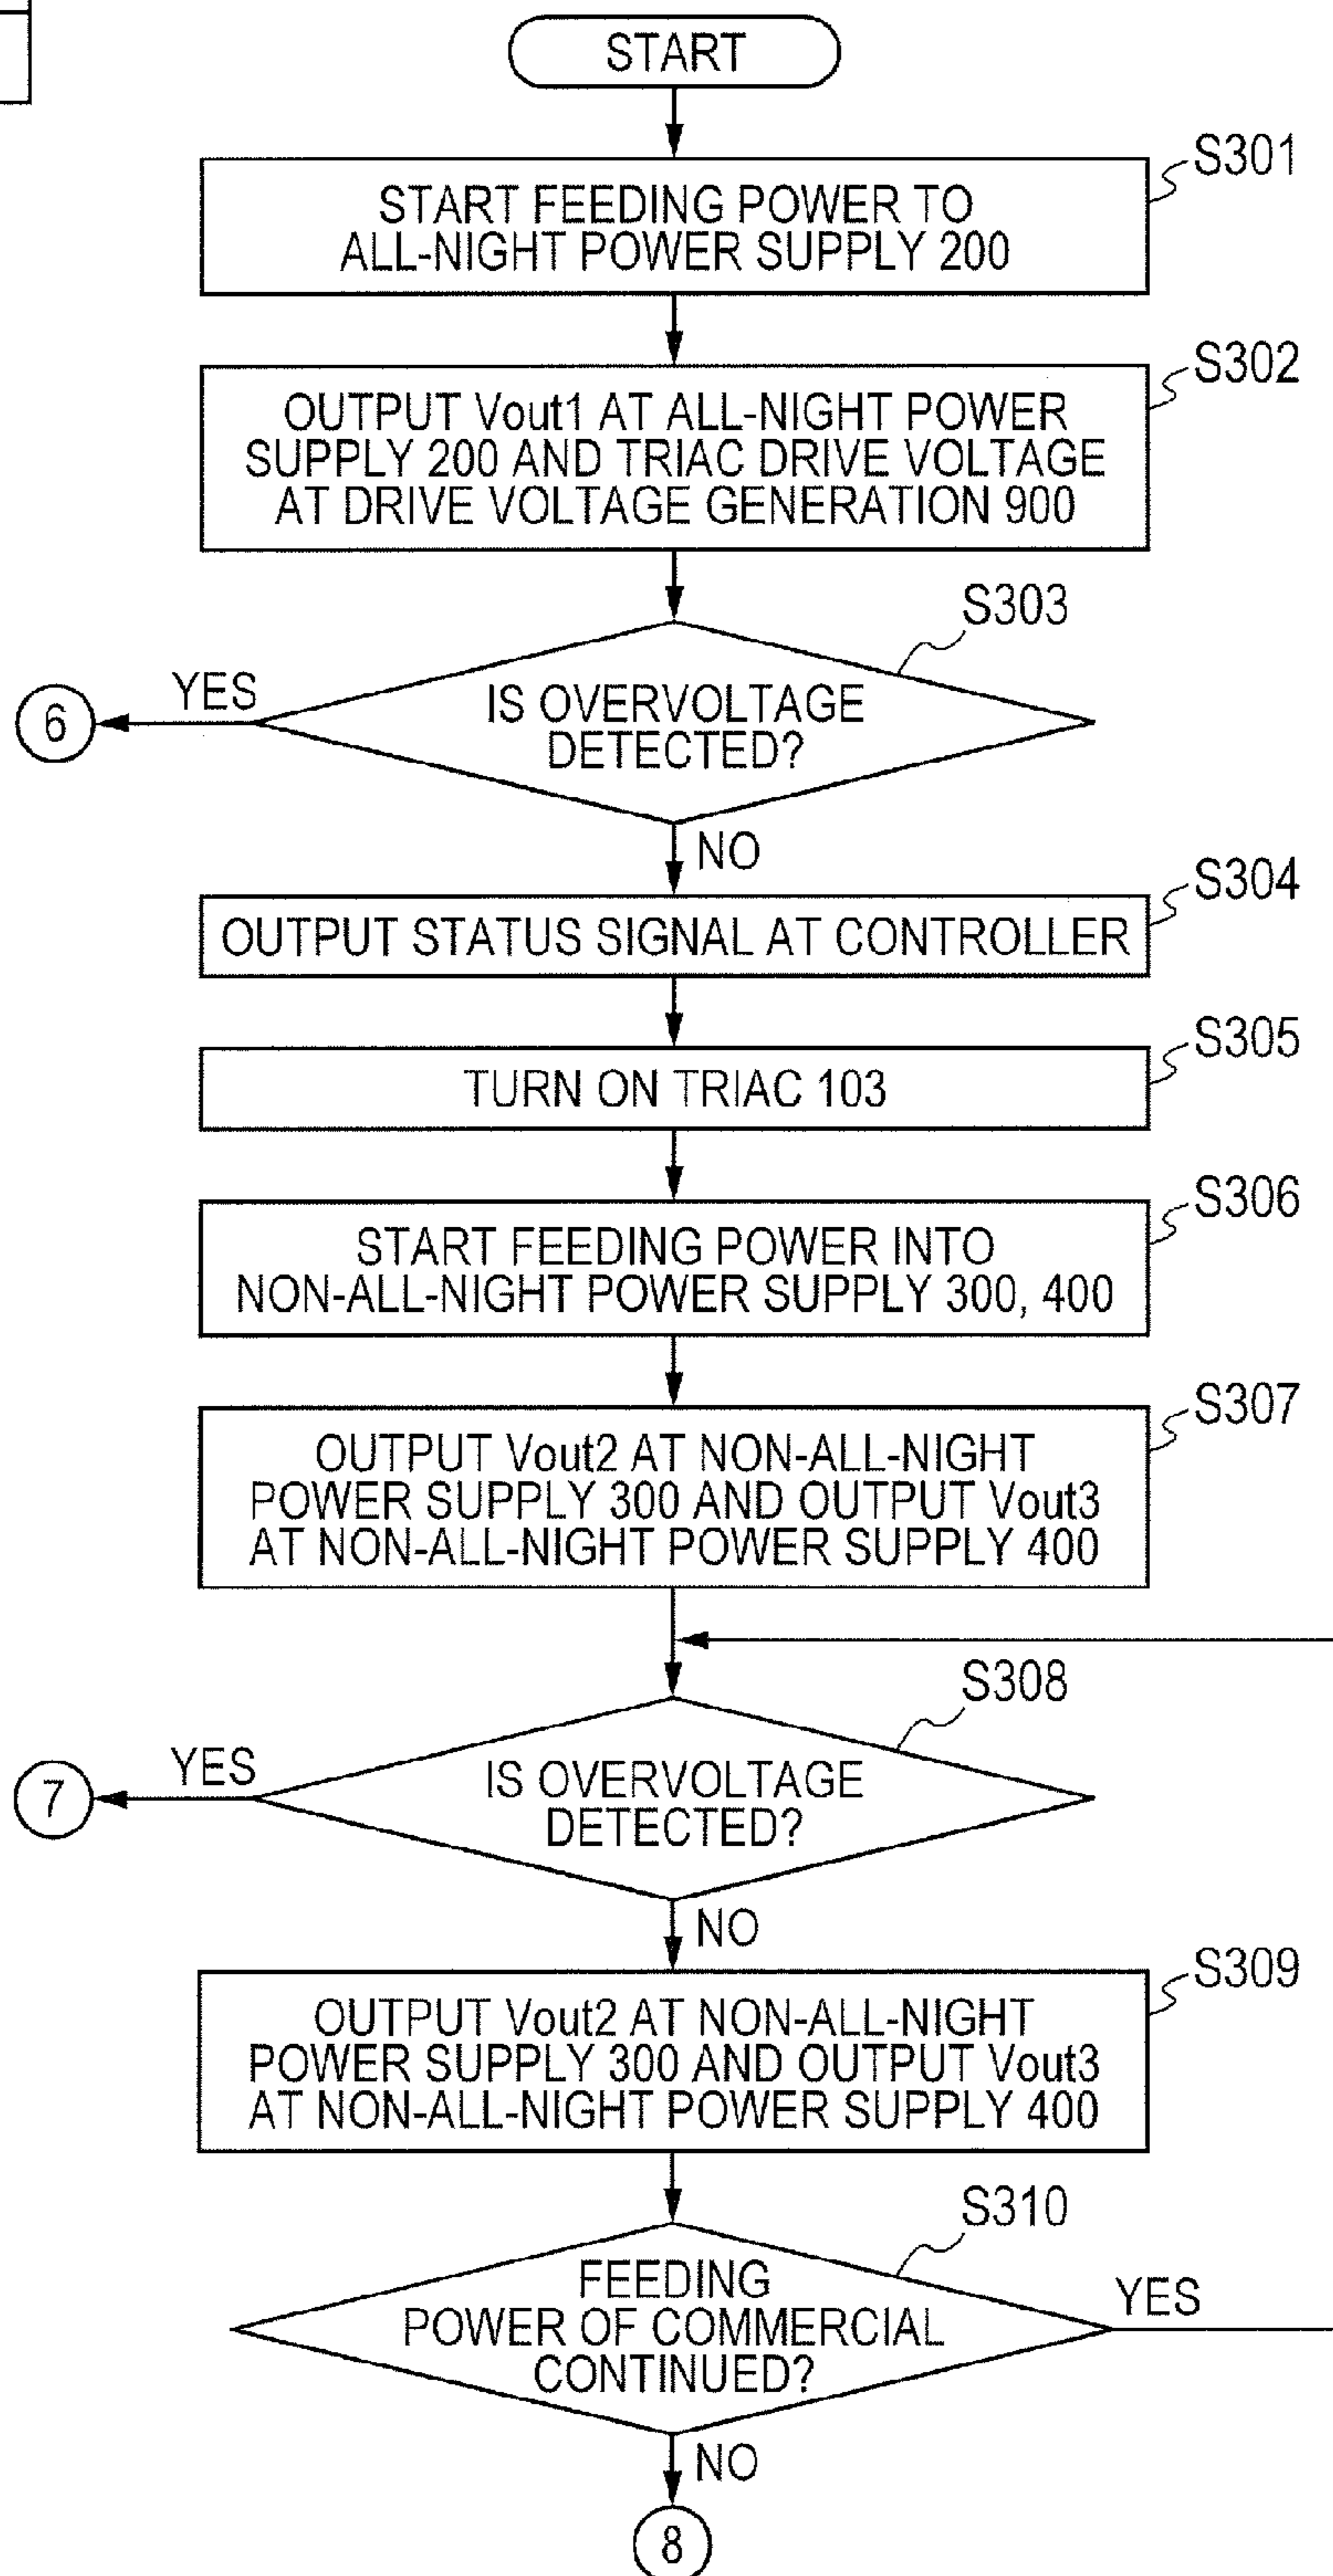 START
S301
START FEEDING POWER TO
ALL-NIGHT POWER SUPPLY 200
S302
OUTPUT Vout1 AT ALL-NIGHT POWER
SUPPLY 200 AND TRIAC DRIVE VOLTAGE
AT DRIVE VOLTAGE GENERATION 900
S303
YES
6
IS OVERVOLTAGE
DETECTED?
NO
S304
OUTPUT STATUS SIGNAL AT CONTROLLER
S305
TURN ON TRIAC 103
S306
START FEEDING POWER INTO
NON-ALL-NIGHT POWER SUPPLY 300, 400
S307
OUTPUT Vout2 AT NON-ALL-NIGHT
POWER SUPPLY 300 AND OUTPUT Vout3
AT NON-ALL-NIGHT POWER SUPPLY 400
S308
YES
7
IS OVERVOLTAGE
DETECTED?
NO
S309
OUTPUT Vout2 AT NON-ALL-NIGHT
POWER SUPPLY 300 AND OUTPUT Vout3
AT NON-ALL-NIGHT POWER SUPPLY 400
S310
FEEDING
POWER OF COMMERCIAL
CONTINUED?
YES
NO
8